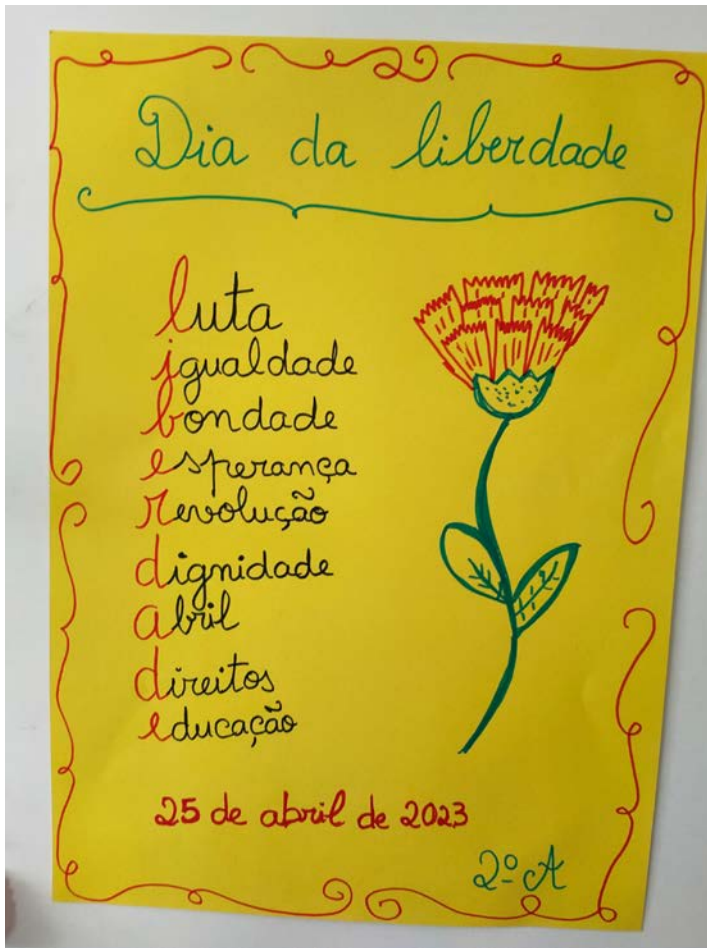 Dia da liberdade
luta
igualdade
bondade
esperança
revolução
dignidade
abril
direitos
educação
25 de abril de 2023
2º A